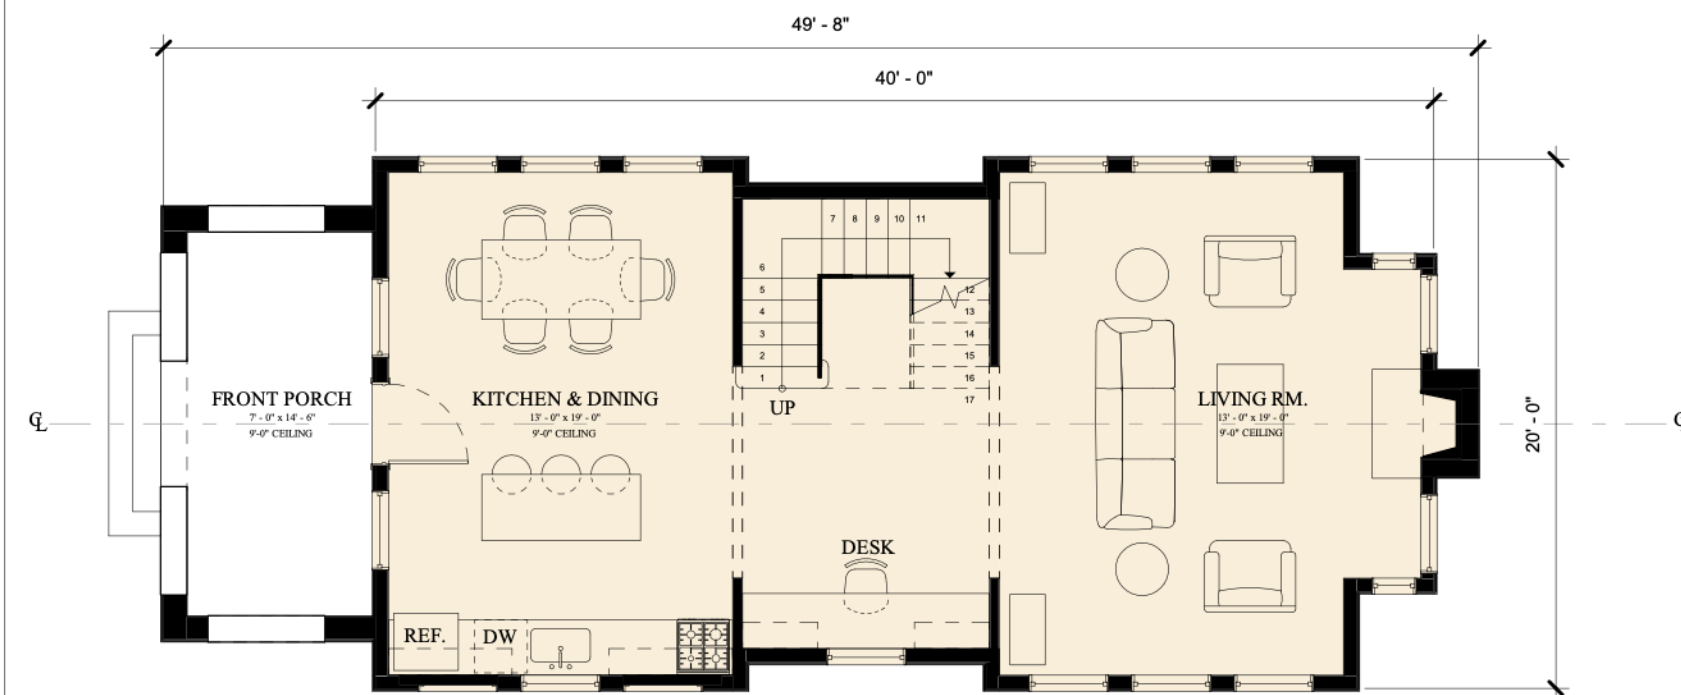 49' - 8"
40' - 0"
7 8 9 10 11
6
5
4
3
2
1
12
13
14
15
16
17
UP
FRONT PORCH
7' - 0" x 14' - 6"
9'-0" CEILING
KITCHEN & DINING
13' - 0" x 19' - 0"
9'-0" CEILING
LIVING RM.
13' - 0" x 19' - 0"
9'-0" CEILING
CL
20' - 0"
DESK
REF.
DW